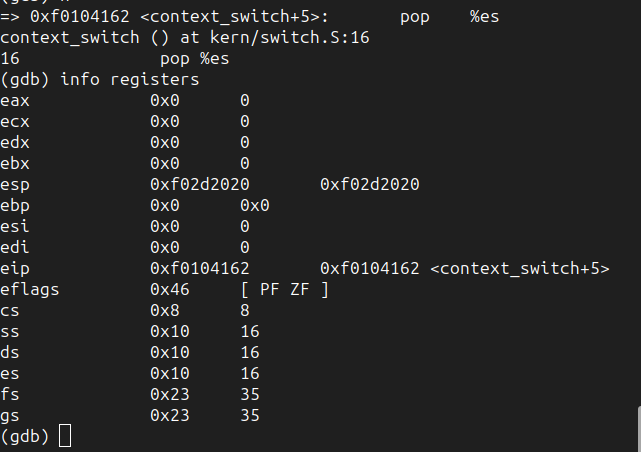 => 0xf0104162 <context_switch+5>: pop %es
context_switch () at kern/switch.S:16
16 pop %es
(gdb) info registers
eax 0x0 0
ecx 0x0 0
edx 0x0 0
ebx 0x0 0
esp 0xf02d2020 0xf02d2020
ebp 0x0 0x0
esi 0x0 0
edi 0x0 0
eip 0xf0104162 0xf0104162 <context_switch+5>
eflags 0x46 [ PF ZF ]
cs 0x8 8
ss 0x10 16
ds 0x10 16
es 0x10 16
fs 0x23 35
gs 0x23 35
(gdb)